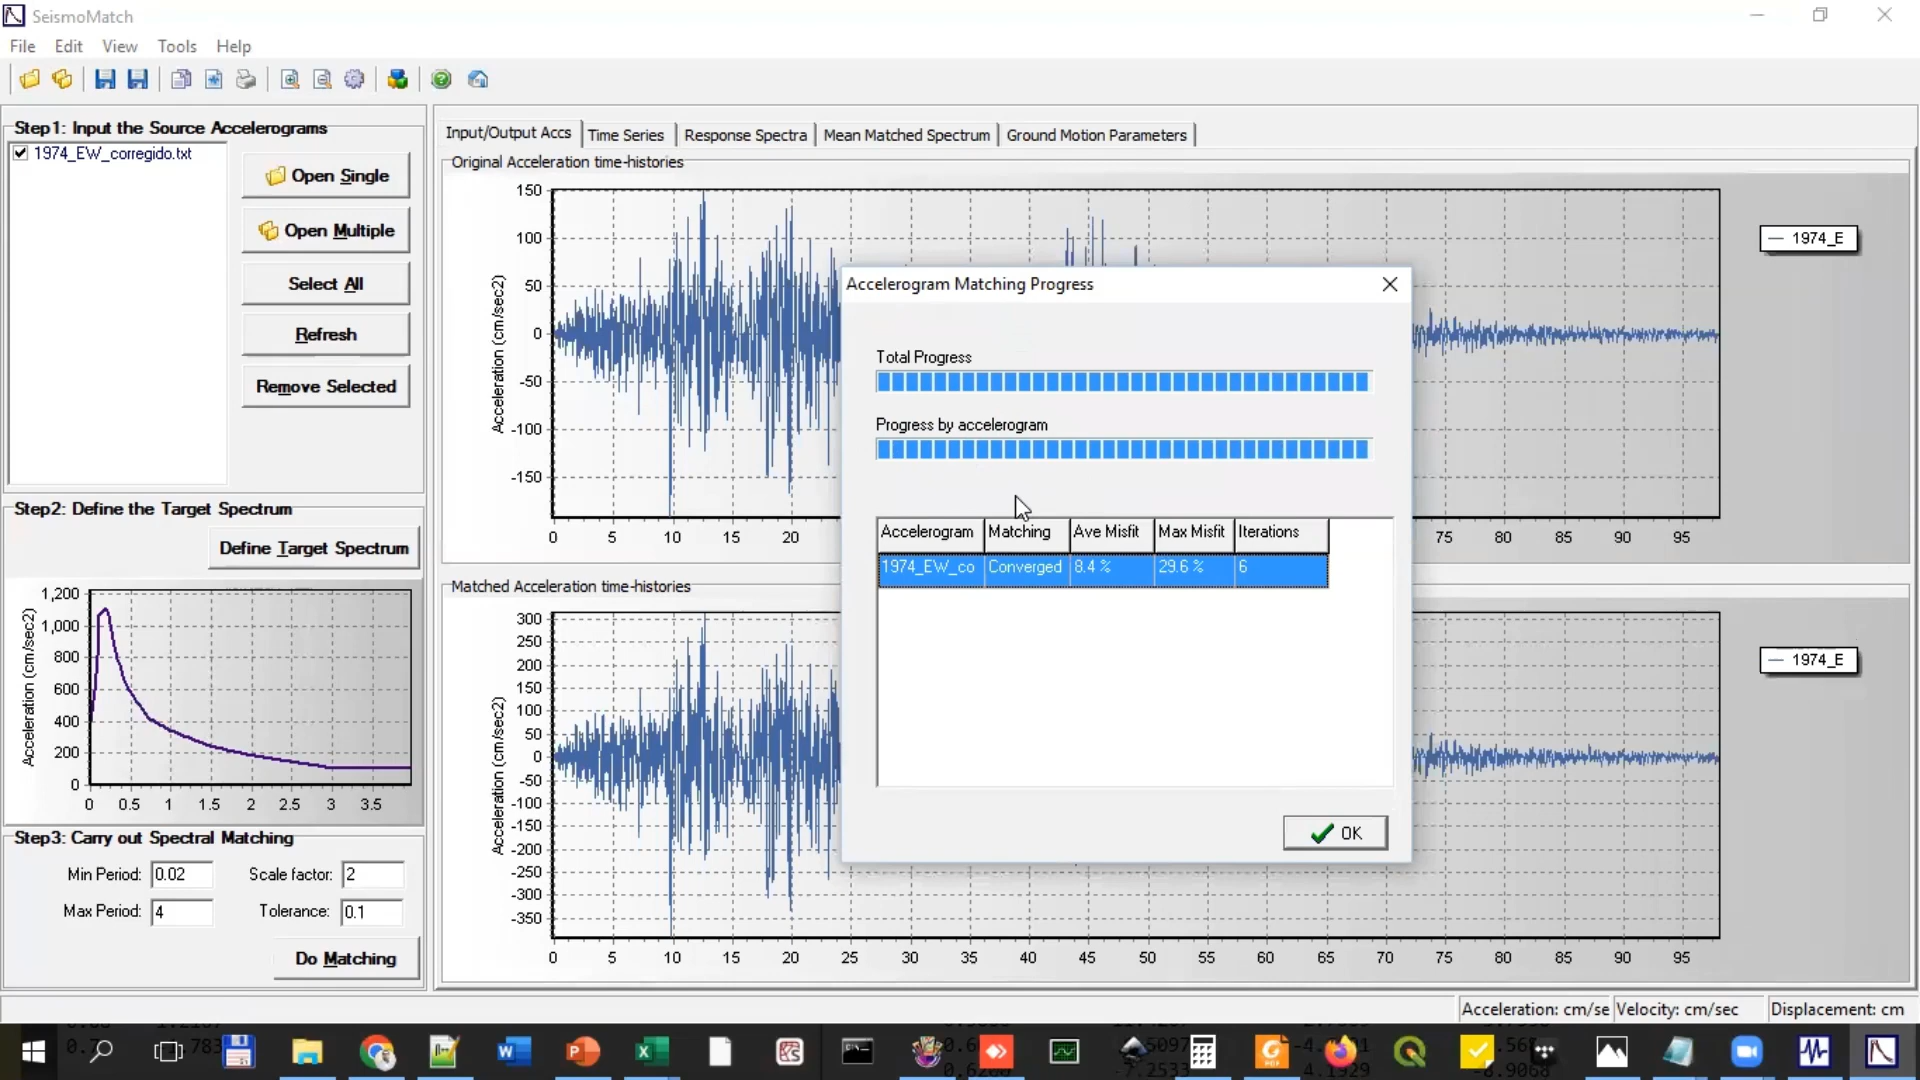 SeismoMatch
File Edit View Tools Help
Step1: Input the Source Accelerograms
1974_EW_corregido.txt
Open Single
Open Multiple
Select All
Refresh
Remove Selected
Step2: Define the Target Spectrum
Define Target Spectrum
Acceleration (cm/sec2)
1,200
1,000
800
600
400
200
0
0 0.5 1 1.5 2 2.5 3 3.5
Step3: Carry out Spectral Matching
Min Period: 0.02 Scale factor: 2
Max Period: 4 Tolerance: 0.1
Do Matching
Input/Output Accs Time Series Response Spectra Mean Matched Spectrum Ground Motion Parameters
Original Acceleration time-histories
Acceleration (cm/sec2)
150
100
50
0
-50
-100
-150
0 5 10 15 20 75 80 85 90 95
1974_E
Matched Acceleration time-histories
Acceleration (cm/sec2)
300
250
200
150
100
50
0
-50
-100
-150
-200
-250
-300
-350
0 5 10 15 20 25 30 35 40 45 50 55 60 65 70 75 80 85 90 95
1974_E
Accelerogram Matching Progress
Total Progress
Progress by accelerogram
Accelerogram Matching Ave Misfit Max Misfit Iterations
1974_EW_co Converged 8.4 % 29.6 % 6
OK
Acceleration: cm/se Velocity: cm/sec Displacement: cm